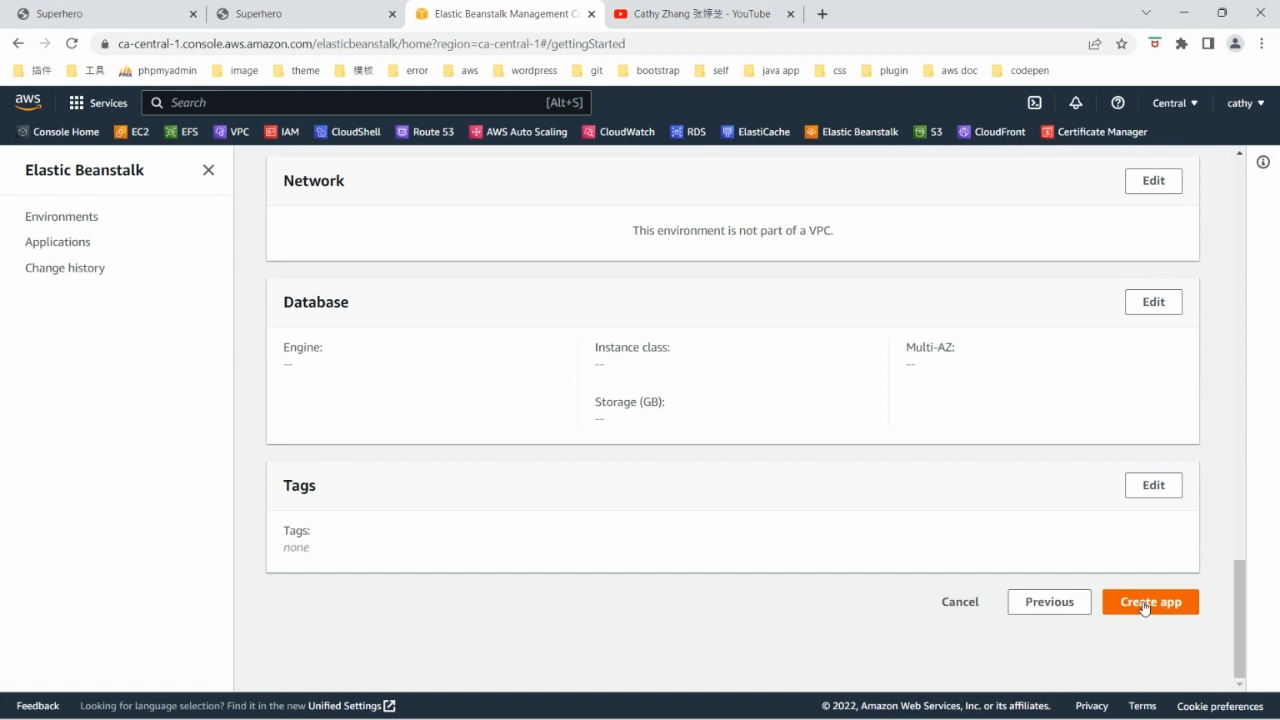 Superhero
Superhero
Elastic Beanstalk Management C
Cathy Zhang 张婷芝 - YouTube
ca-central-1.console.aws.amazon.com/elasticbeanstalk/home?region=ca-central-1#/gettingStarted
插件 工具 phpmyadmin image theme 模板 error aws wordpress git bootstrap self java app css plugin aws doc codepen
aws Services Search [Alt+S] Central cathy
Console Home EC2 EFS VPC IAM CloudShell Route 53 AWS Auto Scaling CloudWatch RDS ElastiCache Elastic Beanstalk S3 CloudFront Certificate Manager
Elastic Beanstalk
Environments
Applications
Change history
Network Edit
This environment is not part of a VPC.
Database Edit
Engine: Instance class: Multi-AZ:
-- -- --
Storage (GB):
--
Tags Edit
Tags:
none
Cancel Previous Create app
Feedback Looking for language selection? Find it in the new Unified Settings © 2022, Amazon Web Services, Inc. or its affiliates. Privacy Terms Cookie preferences